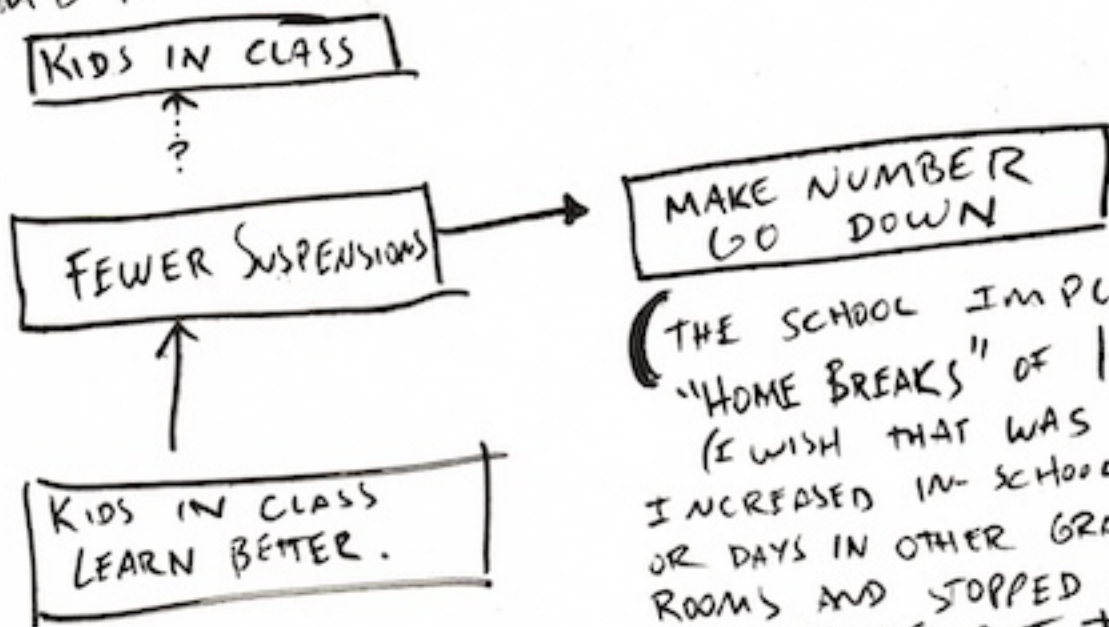 KIDS IN CLASS
?
FEWER SUSPENSIONS
KIDS IN CLASS
LEARN BETTER.
MAKE NUMBER
GO DOWN
(THE SCHOOL
"HOME BREAKS" OF
(I WISH THAT WAS
INCREASED IN-SCHOOL
OR DAYS IN OTHER
ROOMS AND STOPPED